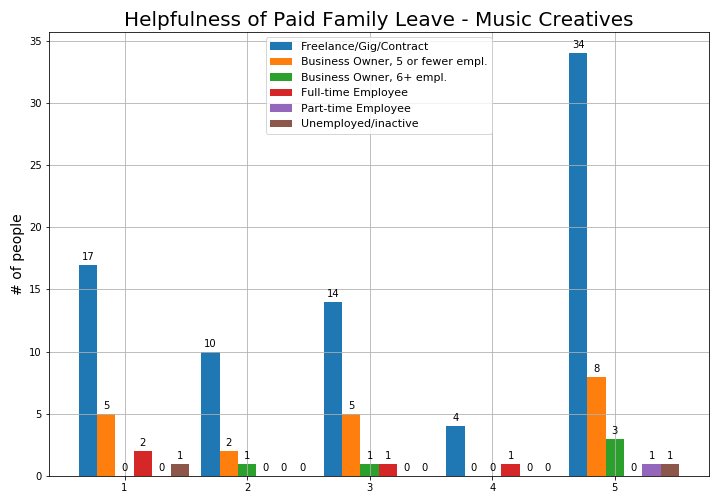 Helpfulness of Paid Family Leave - Music Creatives
Freelance/Gig/Contract
Business Owner, 5 or fewer empl.
Business Owner, 6+ empl.
Full-time Employee
Part-time Employee
Unemployed/inactive
# of people
35
30
25
20
15
10
5
0
17 5 0 2 0 1
10 2 1 0 0 0
14 5 1 1 0 0
4 0 0 1 0 0
34 8 3 0 1 1
1 2 3 4 5